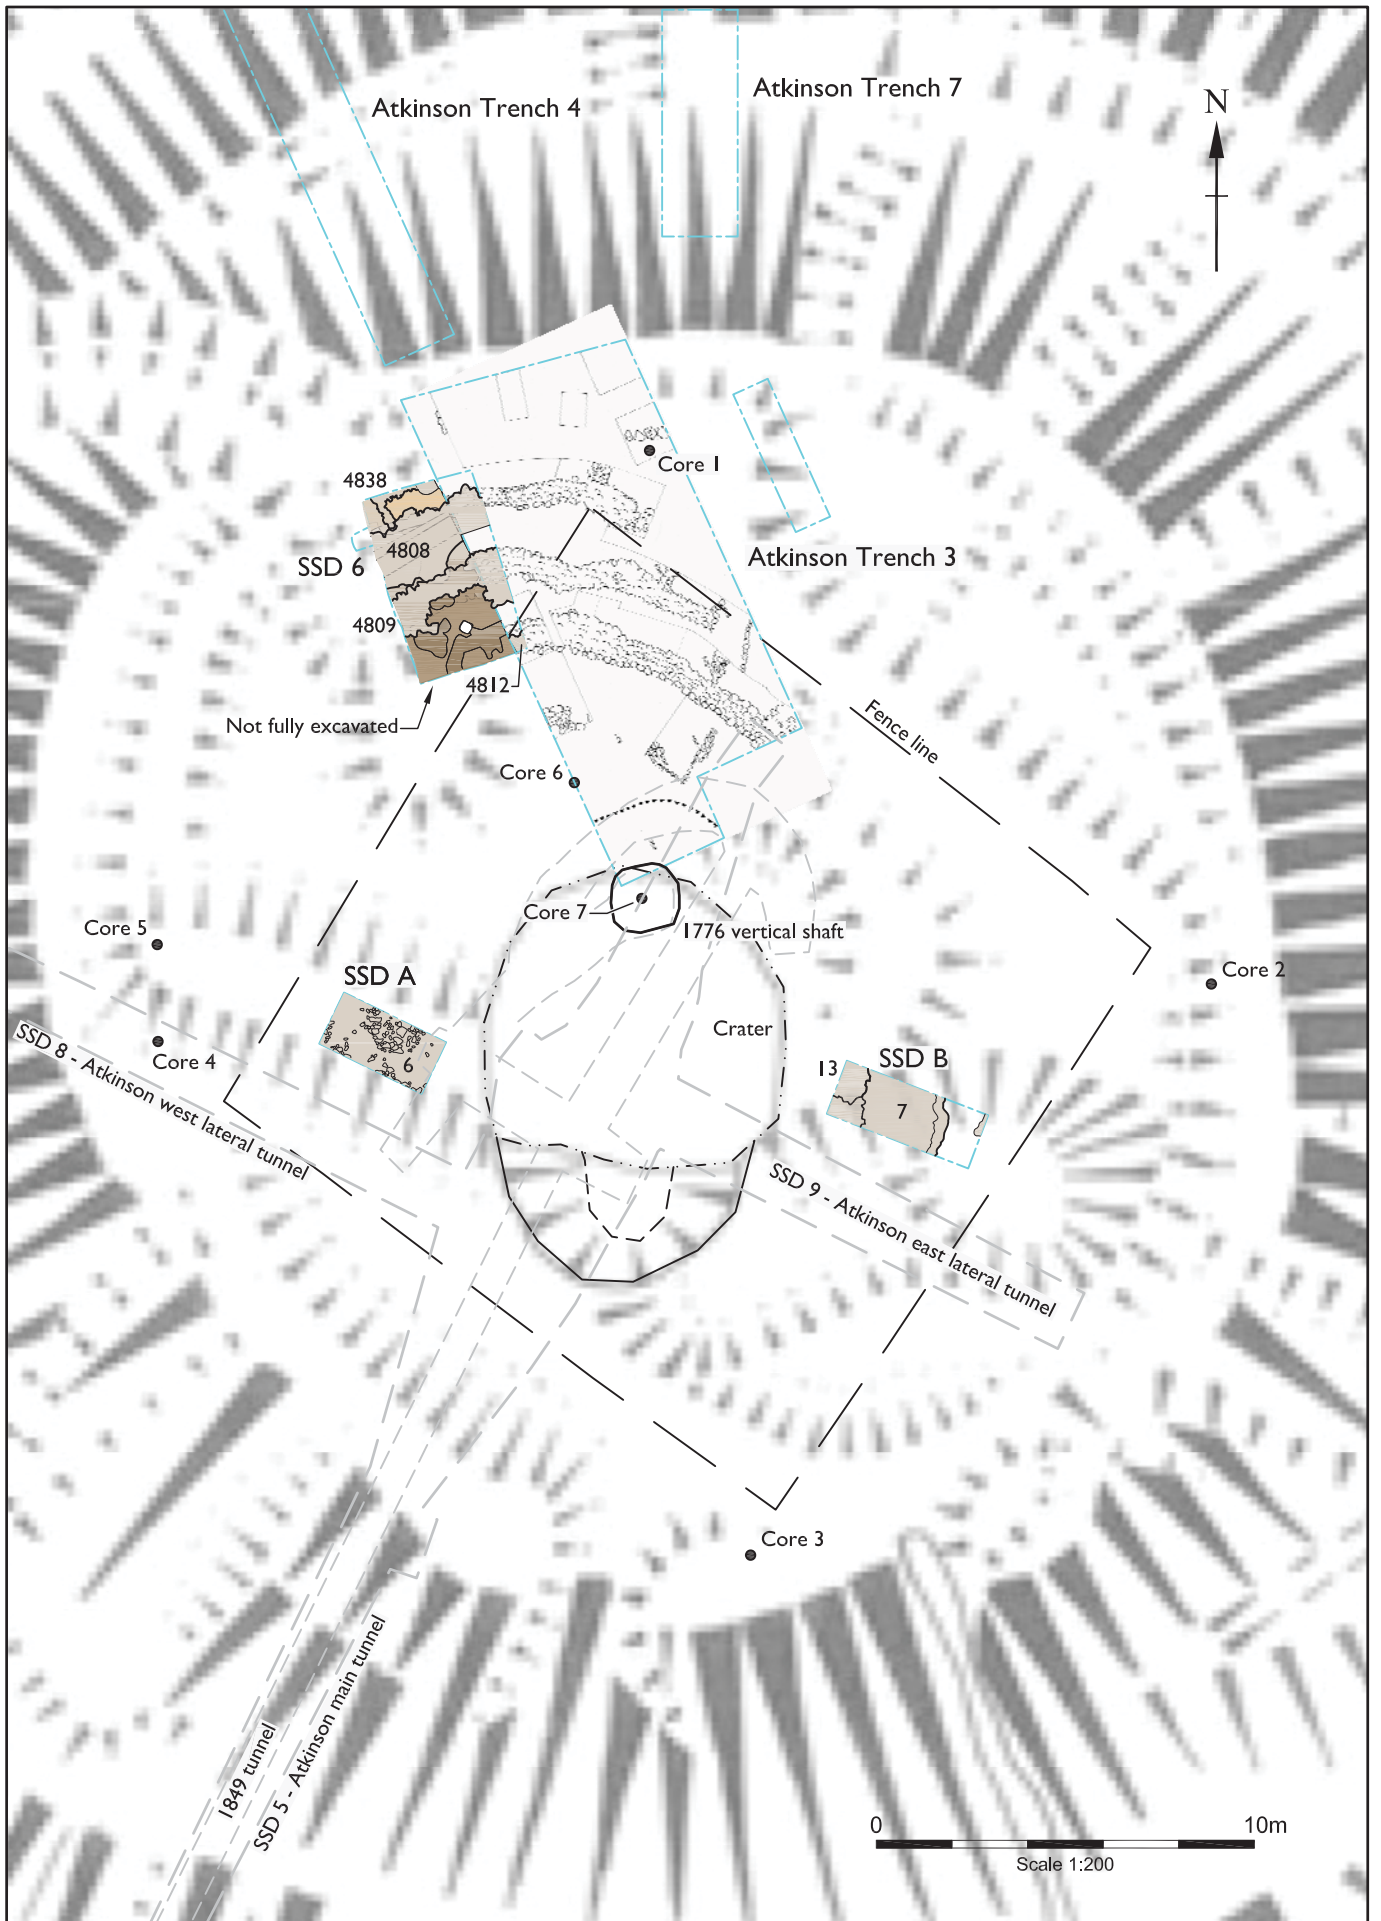 Atkinson Trench 7
Atkinson Trench 4
N
Core 1
4838
SSD 6
4808
Atkinson Trench 3
4809
4812
Not fully excavated
Fence line
Core 6
Core 7
1776 vertical shaft
Core 5
SSD A
Core 2
Crater
SSD 8 - Atkinson west lateral tunnel
Core 4
6
13
SSD B
7
SSD 9 - Atkinson east lateral tunnel
Core 3
1849 tunnel
SSD 5 - Atkinson main tunnel
0
10m
Scale 1:200